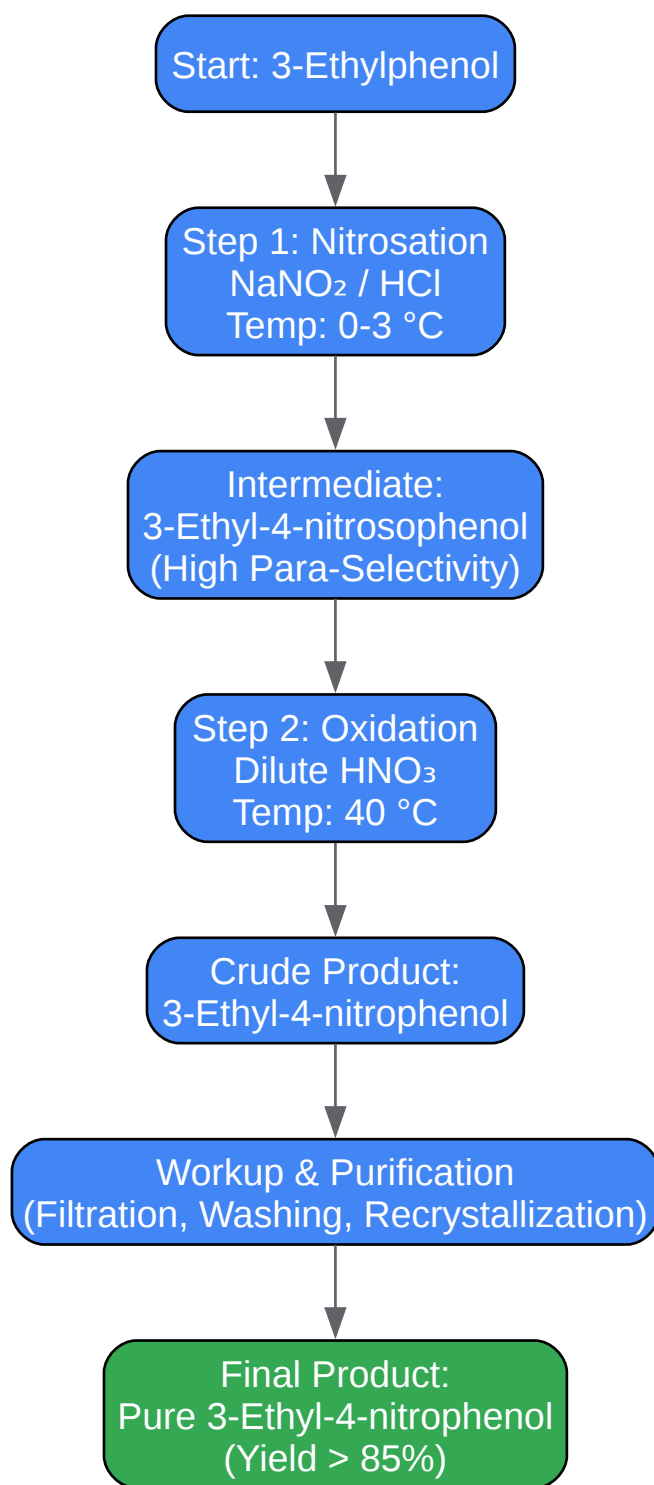 Start: 3-Ethylphenol
Step 1: Nitrosation
NaNO₂ / HCl
Temp: 0-3 °C
Intermediate:
3-Ethyl-4-nitrosophenol
(High Para-Selectivity)
Step 2: Oxidation
Dilute HNO₃
Temp: 40 °C
Crude Product:
3-Ethyl-4-nitrophenol
Workup & Purification
(Filtration, Washing, Recrystallization)
Final Product:
Pure 3-Ethyl-4-nitrophenol
(Yield > 85%)